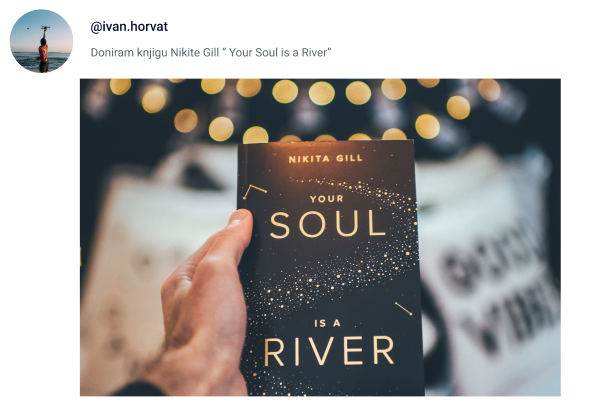 @ivan.horvat
Doniram knjigu Nikite Gill “ Your Soul is a River”
NIKITA GILL
YOUR
SOUL
IS A
RIVER